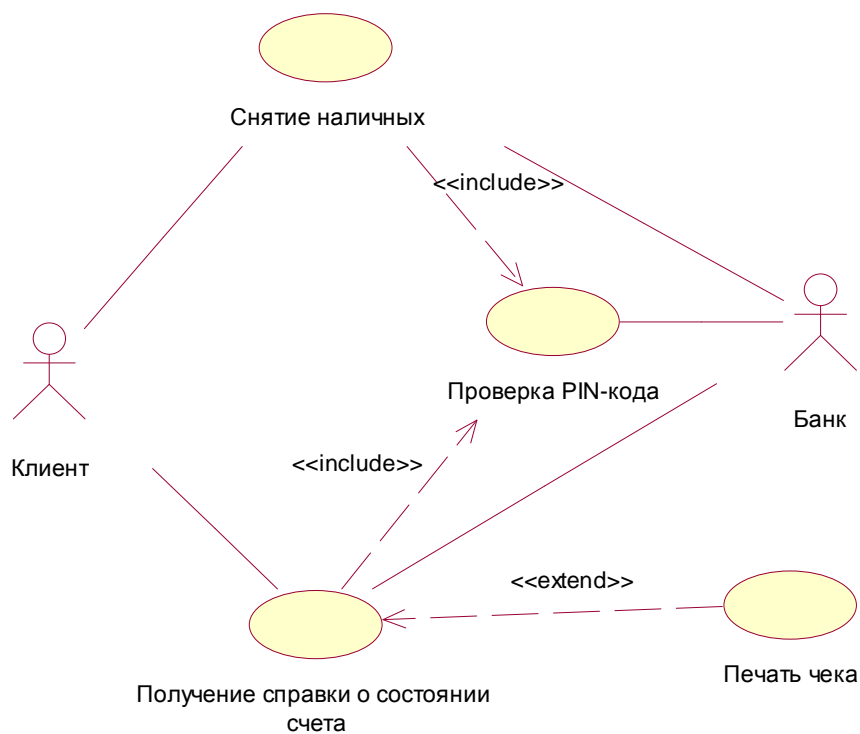 Снятие наличных
<<include>>
Проверка PIN-кода
Банк
Клиент
<<include>>
<<extend>>
Печать чека
Получение справки о состоянии
счета